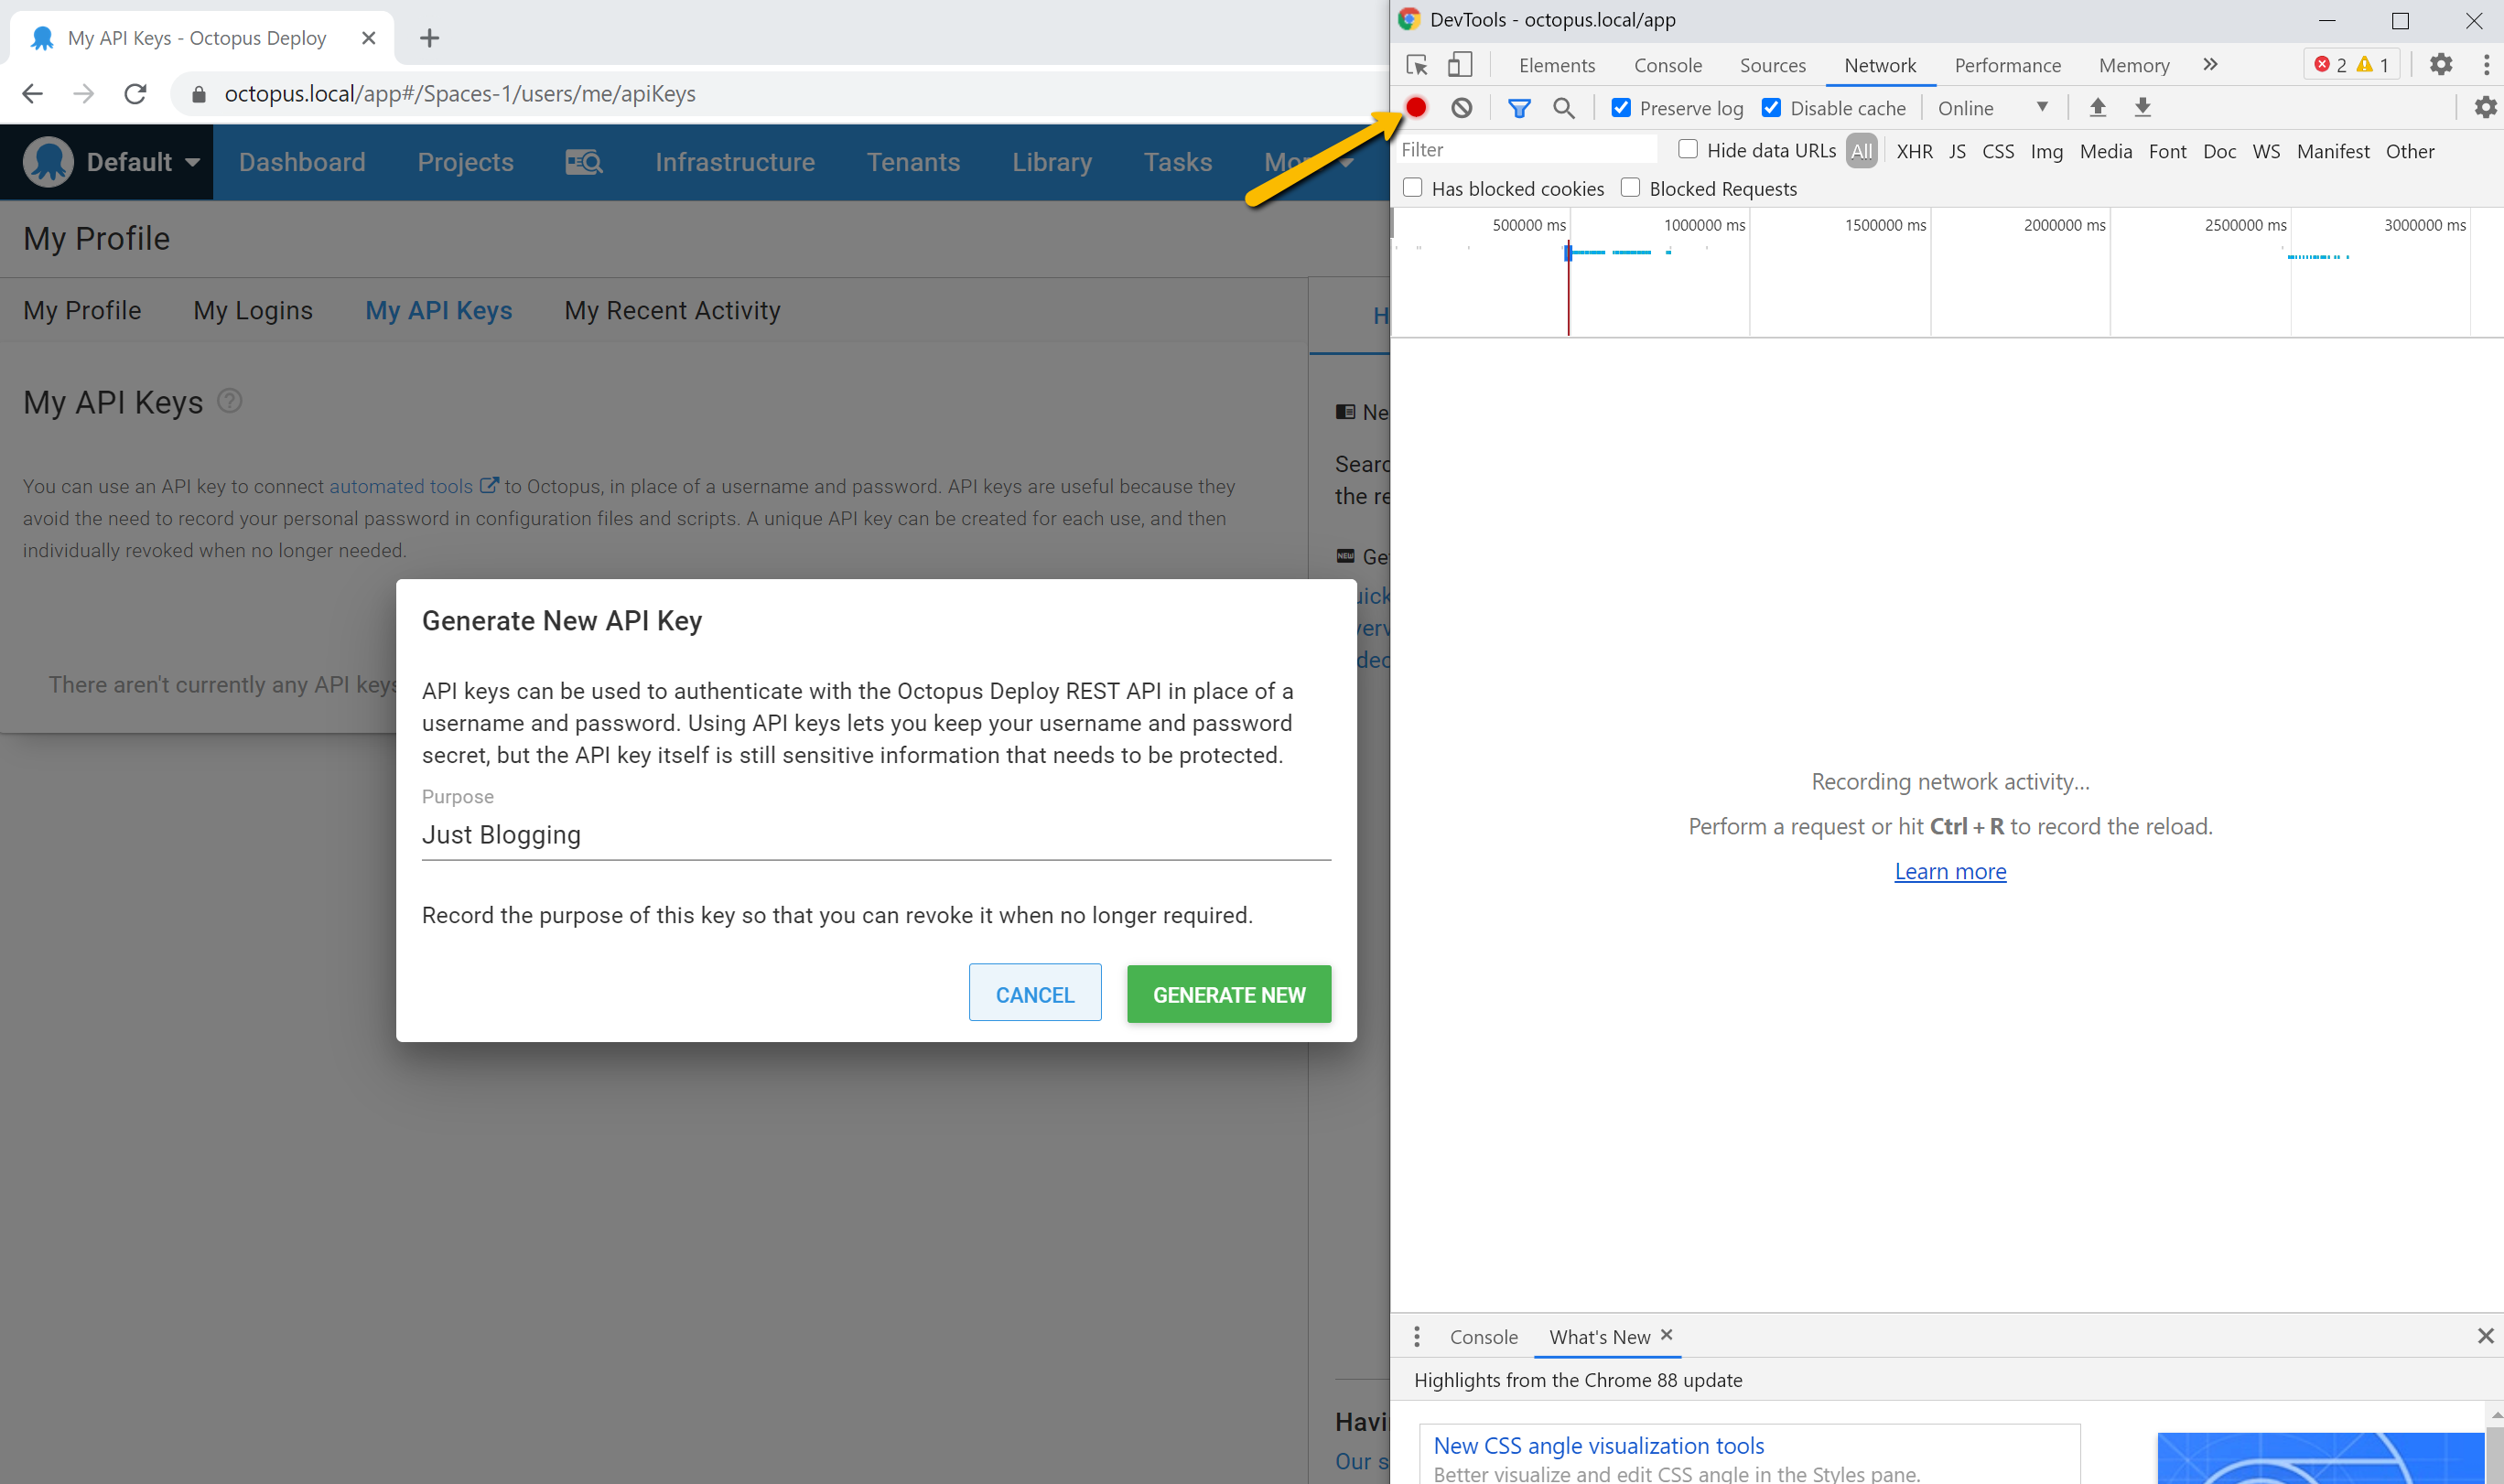 My API Keys - Octopus Deploy
octopus.local/app#/Spaces-1/users/me/apiKeys
Default
Dashboard
Projects
Infrastructure
Tenants
Library
Tasks
My Profile
My Profile
My Logins
My API Keys
My Recent Activity
My API Keys
You can use an API key to connect automated tools to Octopus, in place of a username and password. API keys are useful because they
avoid the need to record your personal password in configuration files and scripts. A unique API key can be created for each use, and then
individually revoked when no longer needed.
There aren't currently any API keys
Generate New API Key
API keys can be used to authenticate with the Octopus Deploy REST API in place of a
username and password. Using API keys lets you keep your username and password
secret, but the API key itself is still sensitive information that needs to be protected.
Purpose
Just Blogging
Record the purpose of this key so that you can revoke it when no longer required.
CANCEL
GENERATE NEW
the
NEW
Our
DevTools - octopus.local/app
Elements
Console
Sources
Network
Performance
Memory
2
1
Preserve log
Disable cache
Online
Filter
Hide data URLs
All
XHR
JS
CSS
Img
Media
Font
Doc
WS
Manifest
Other
Has blocked cookies
Blocked Requests
500000 ms
1000000 ms
1500000 ms
2000000 ms
2500000 ms
3000000 ms
Recording network activity...
Perform a request or hit Ctrl + R to record the reload.
Learn more
Console
What's New
Highlights from the Chrome 88 update
New CSS angle visualization tools
Better visualize and edit CSS angle in the Styles pane.